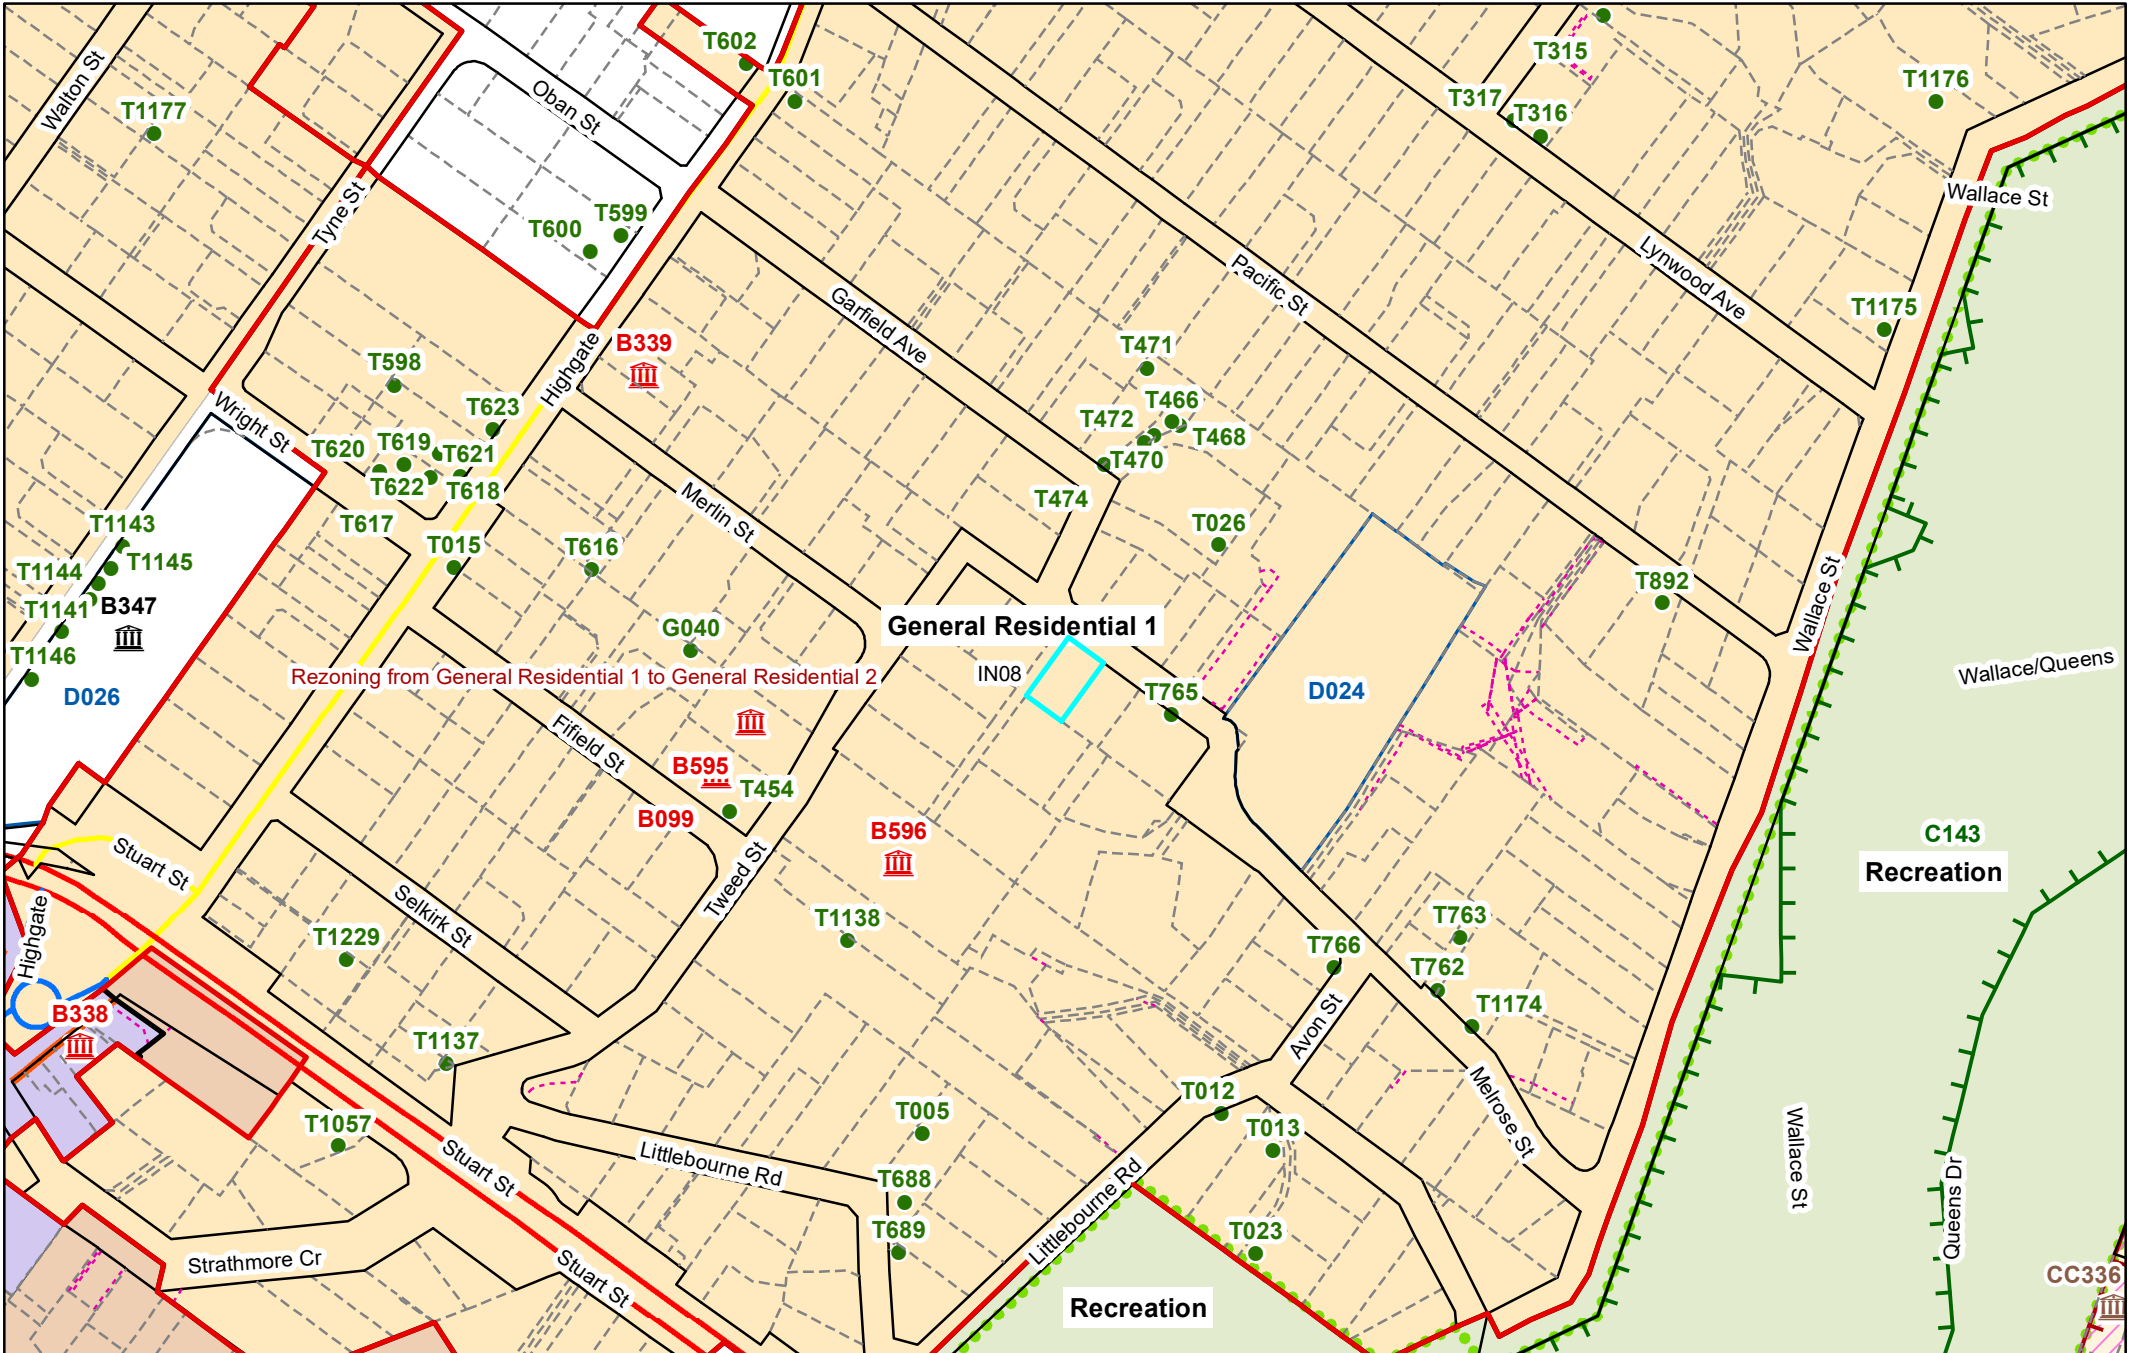 T602
T315
Walton St
T601
T1176
T1177
Oban St
T317
T316
Wallace St
Tyne St
T599
T600
Lynwood Ave
Pacific St
Garfield Ave
T1175
B339
T471
T598
Highgate
T623
T472
T466
Wright St
T620
T619
T621
T468
T470
T622
T618
Merlin St
T474
T1143
T617
T026
T015
T616
T1144
T1145
T892
Wallace St
T1141
B347
G040
General Residential 1
T1146
Rezoning from General Residential 1 to General Residential 2
IN08
Wallace/Queens
D026
T765
D024
Fifield St
B595
T454
B099
B596
C143
Stuart St
Recreation
Tweed St
Selkirk St
T1138
T763
Highgate
T1229
T766
T762
B338
T1174
Avon St
T1137
T012
Melrose St
T1057
T005
T013
Wallace St
Stuart St
Littlebourne Rd
T688
Littlebourne Rd
Queens Dr
T689
T023
Strathmore Cr
Stuart St
CC336
Recreation